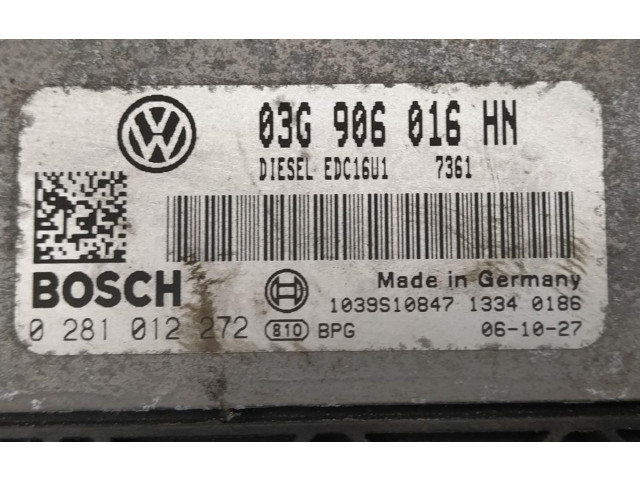 03G 906 016 HN
DIESEL EDC16U1 7361
BOSCH
Made in Germany
1039S10847 1334 0186
0 281 012 272 810 BPG 06-10-27